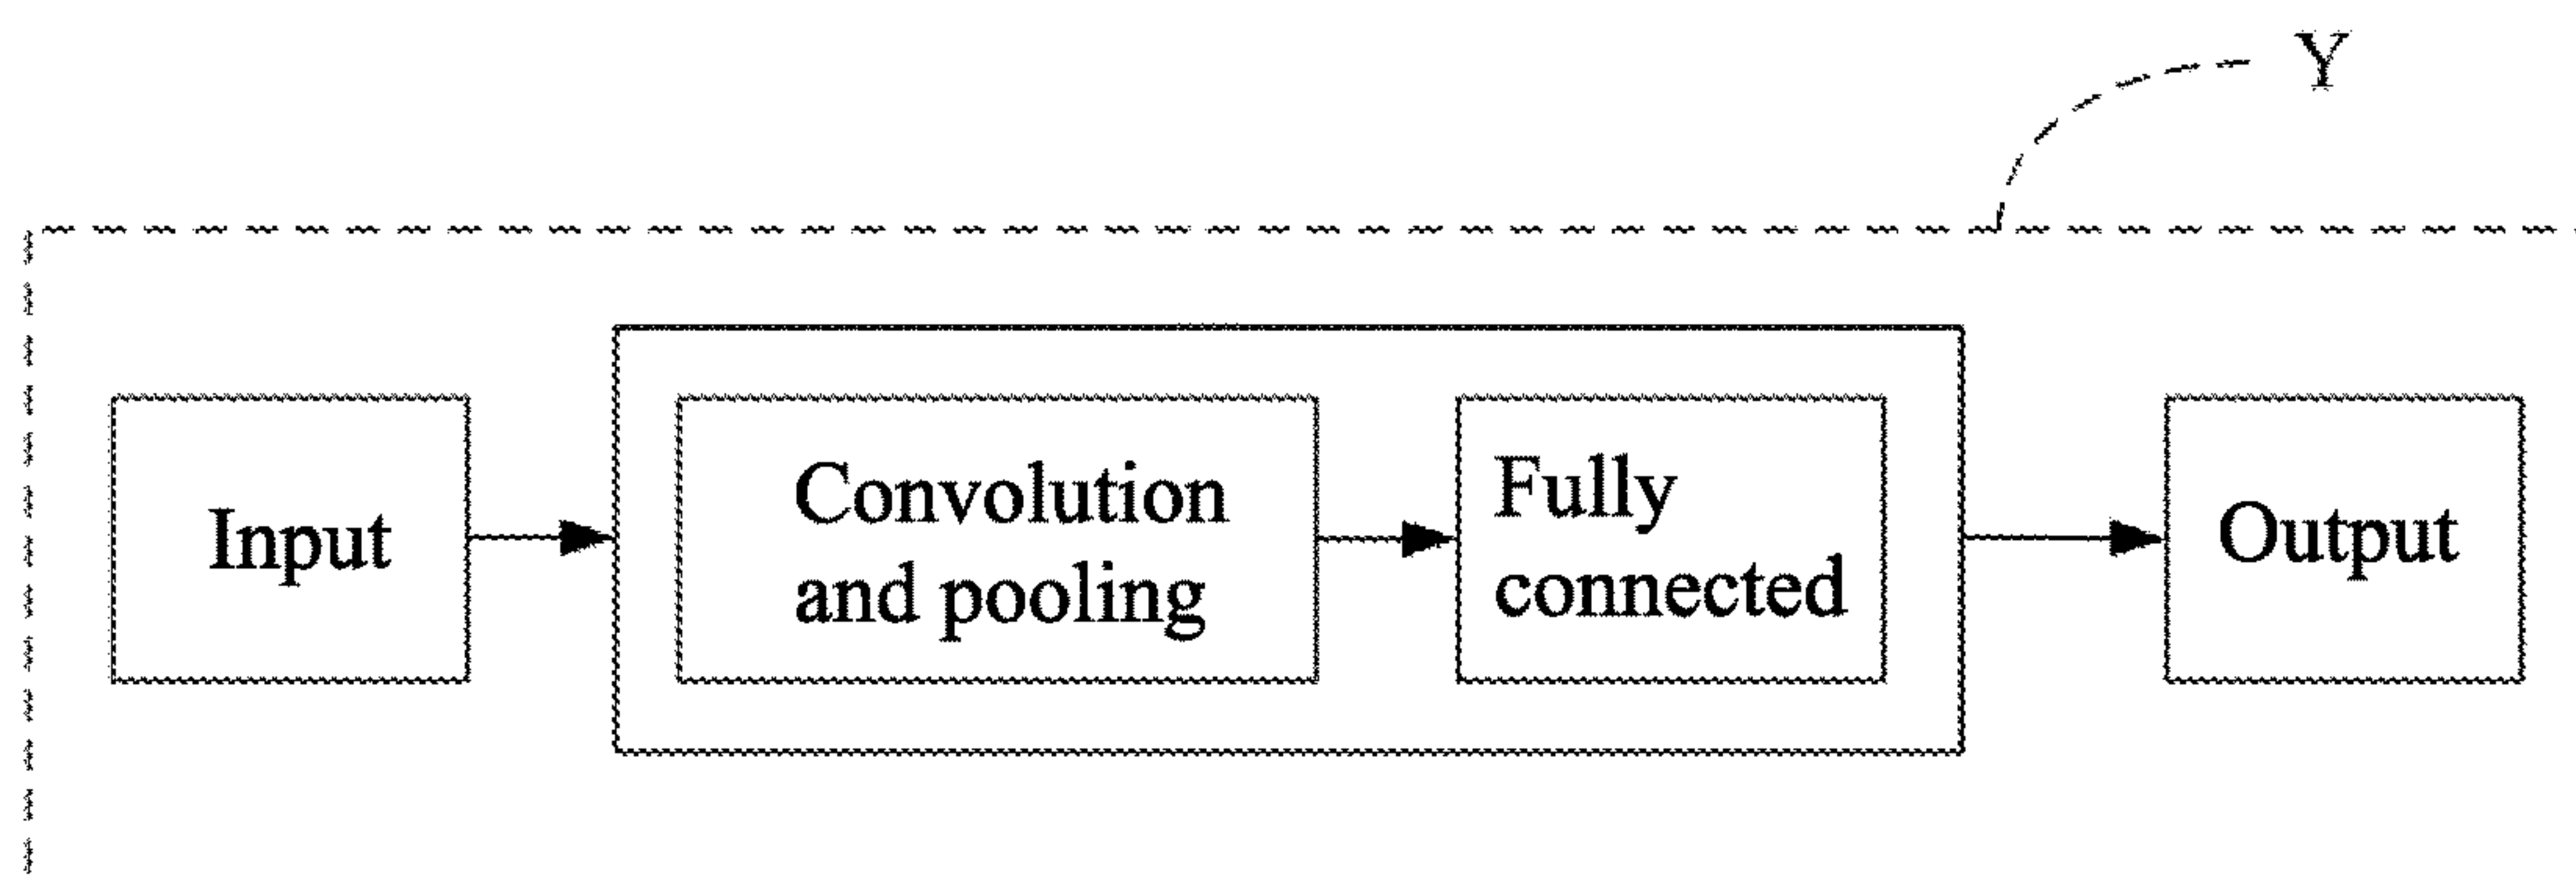 Y
Input
Convolution
and pooling
Fully
connected
Output